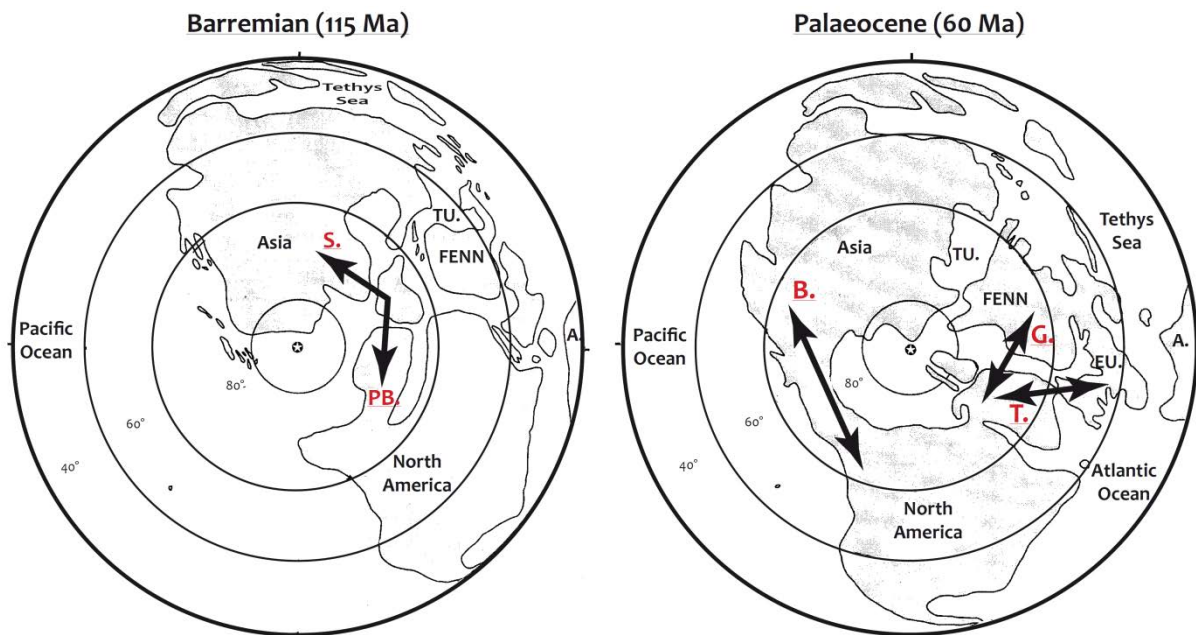 Barremian (115 Ma)
Tethys
Sea
TU.
S.
Asia
FENN
Pacific
Ocean
A.
PB.
80°
60°
North
America
40°
Palaeocene (60 Ma)
Tethys
Sea
Asia
TU.
B.
FENN
Pacific
Ocean
G.
A.
EU.
80°
T.
60°
40°
Atlantic
Ocean
North
America